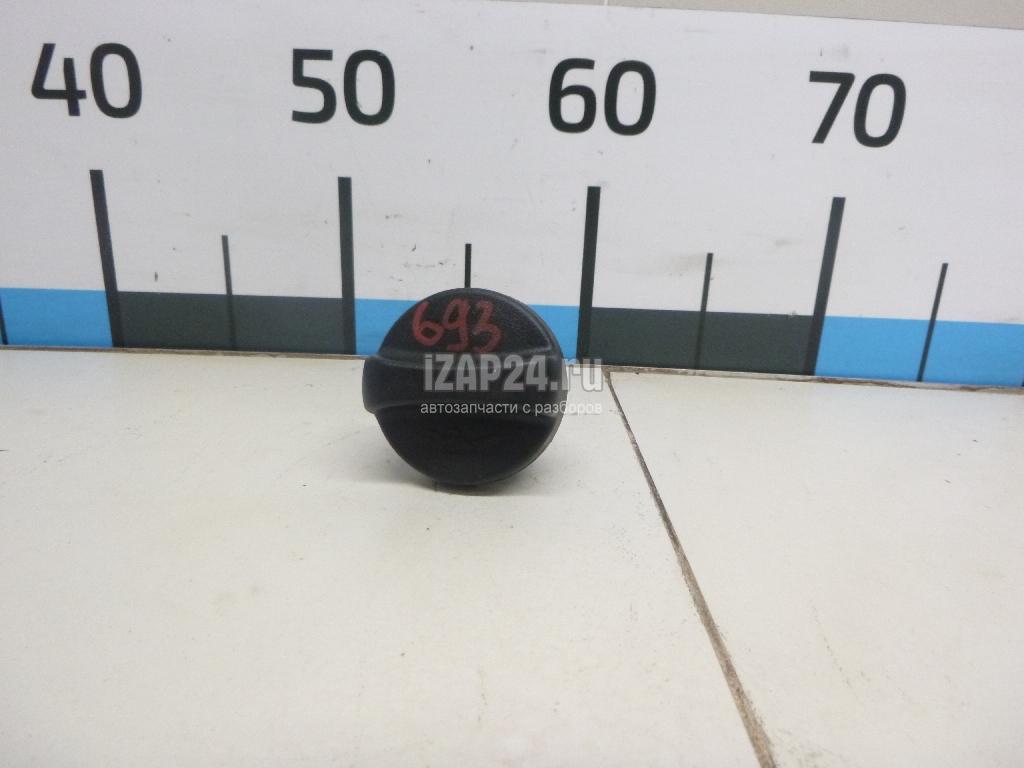 40 50 60 70
693
iZAP24.ru
автозапчасти с разборов